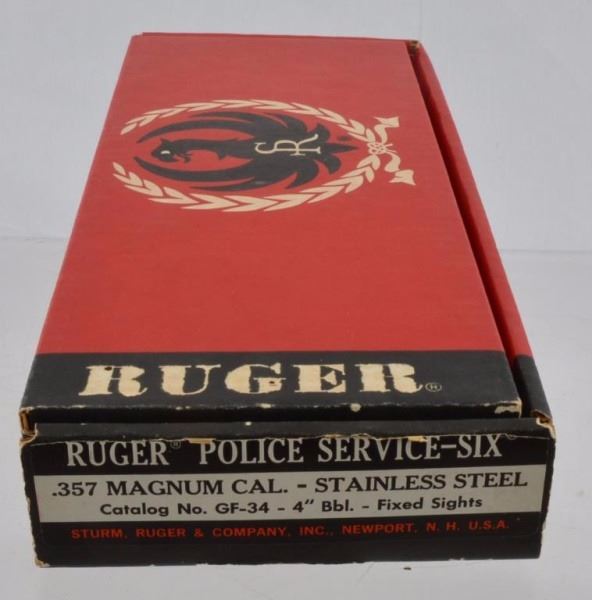 SR
RUGER®
RUGER® POLICE SERVICE-SIX®
.357 MAGNUM CAL. - STAINLESS STEEL
Catalog No. GF-34 - 4" Bbl. - Fixed Sights
STURM, RUGER & COMPANY, INC., NEWPORT, N. H. U.S.A.